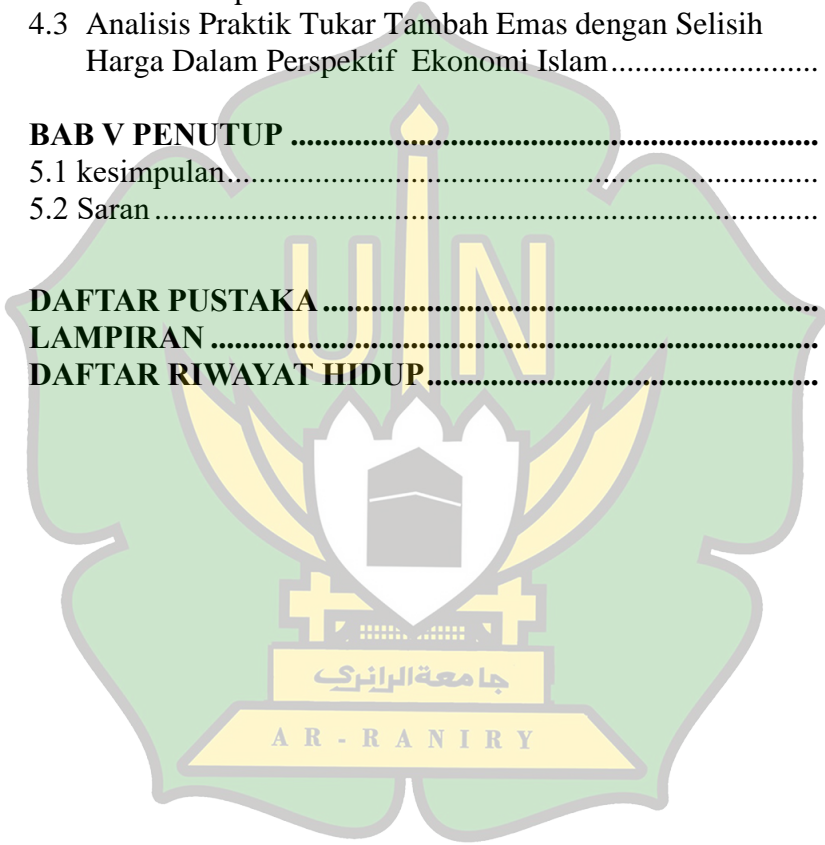 4.3 Analisis Praktik Tukar Tambah Emas dengan Selisih
Harga Dalam Perspektif Ekonomi Islam..........................
BAB V PENUTUP ...................................................................
5.1 kesimpulan...........................................................................
5.2 Saran ....................................................................................
DAFTAR PUSTAKA ...............................................................
LAMPIRAN .............................................................................
DAFTAR RIWAYAT HIDUP..................................................
UIN
جامعةالرانري
AR-RANIRY